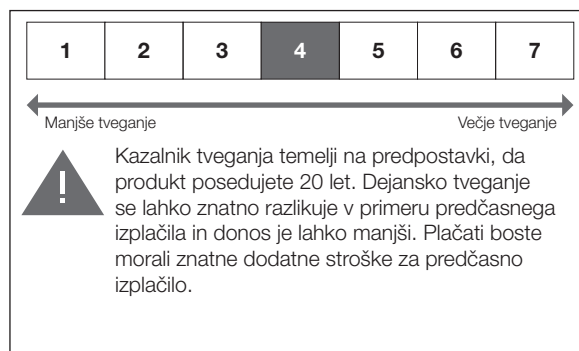 1 2 3 4 5 6 7
Manjše tveganje Večje tveganje
Kazalnik tveganja temelji na predpostavki, da
produkt posedujete 20 let. Dejansko tveganje
se lahko znatno razlikuje v primeru predčasnega
izplačila in donos je lahko manjši. Plačati boste
morali znatne dodatne stroške za predčasno
izplačilo.